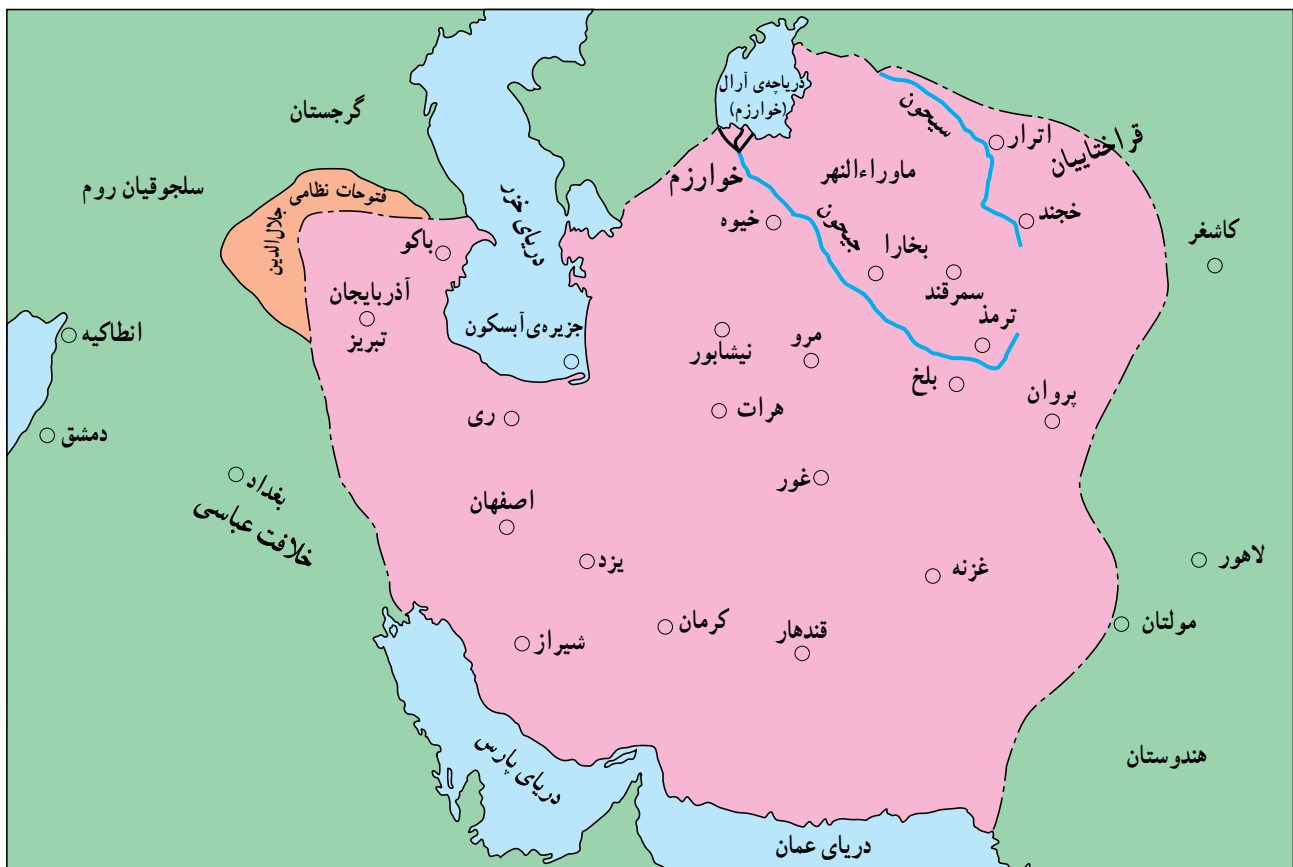 دریاچه‌ی آرال
(خوارزم)
گرجستان
سیحون
اترار
قراختاییان
سلجوقیان روم
فتوحات نظامی جلال‌الدین
دریای خزر
خوارزم
ماوراءالنهر
خیوه
جیحون
خجند
کاشغر
باکو
بخارا
سمرقند
آذربایجان
تبریز
انطاکیه
جزیره‌ی آبسکون
نیشابور
مرو
ترمذ
بلخ
پروان
دمشق
ری
هرات
بغداد
خلافت عباسی
غور
اصفهان
یزد
غزنه
لاهور
شیراز
کرمان
قندهار
مولتان
دریای پارس
هندوستان
دریای عمان